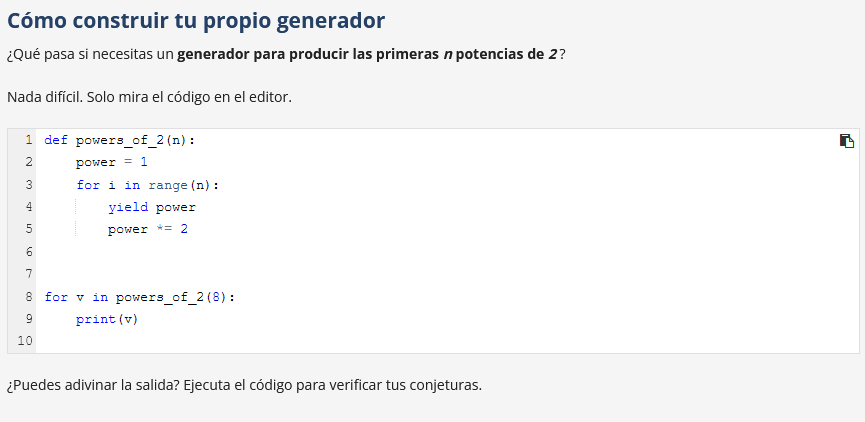 Cómo construir tu propio generador
¿Qué pasa si necesitas un generador para producir las primeras n potencias de 2?
Nada difícil. Solo mira el código en el editor.
1 def powers_of_2(n):
2     power = 1
3     for i in range(n):
4         yield power
5         power *= 2
6
7
8 for v in powers_of_2(8):
9     print(v)
10
¿Puedes adivinar la salida? Ejecuta el código para verificar tus conjeturas.